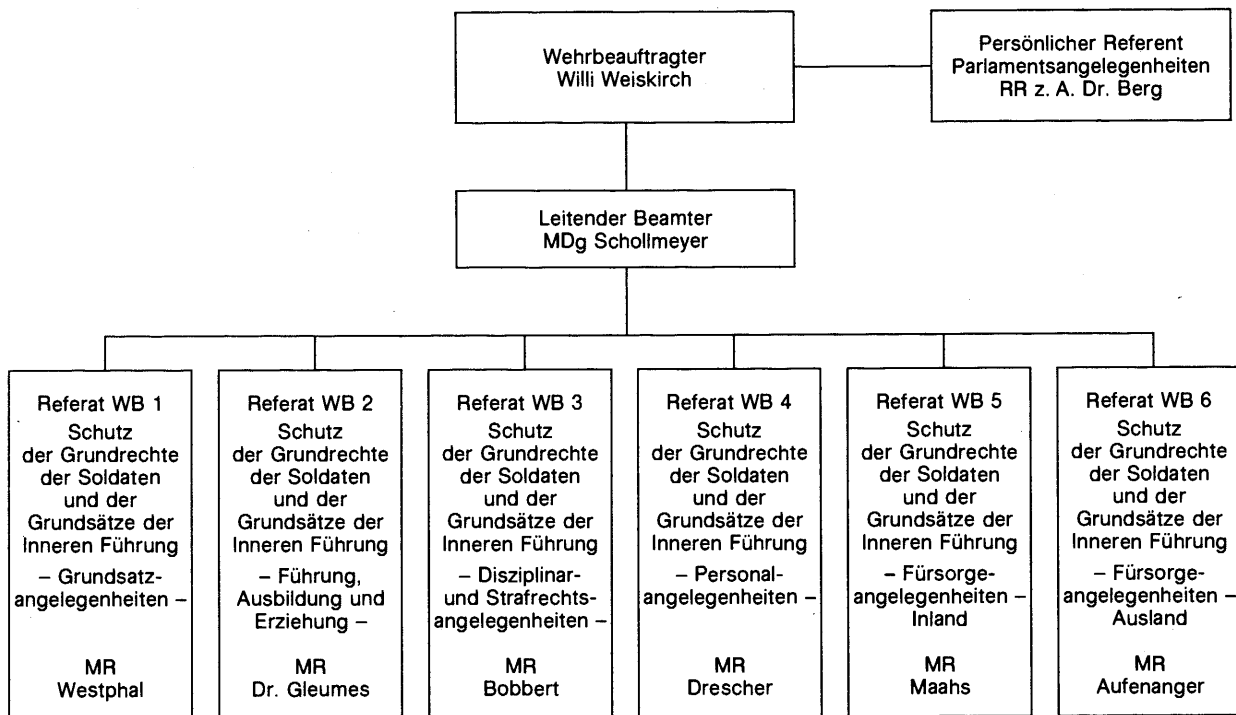 Wehrbeauftragter
Willi Weiskirch
Persönlicher Referent
Parlamentsangelegenheiten
RR z. A. Dr. Berg
Leitender Beamter
MDg Schollmeyer
Referat WB 1
Schutz
der Grundrechte
der Soldaten
und der
Grundsätze der
Inneren Führung
– Grundsatz-
angelegenheiten –
MR
Westphal
Referat WB 2
Schutz
der Grundrechte
der Soldaten
und der
Grundsätze der
Inneren Führung
– Führung,
Ausbildung und
Erziehung –
MR
Dr. Gleumes
Referat WB 3
Schutz
der Grundrechte
der Soldaten
und der
Grundsätze der
Inneren Führung
– Disziplinar-
und Strafrechts-
angelegenheiten –
MR
Bobbert
Referat WB 4
Schutz
der Grundrechte
der Soldaten
und der
Grundsätze der
Inneren Führung
– Personal-
angelegenheiten –
MR
Drescher
Referat WB 5
Schutz
der Grundrechte
der Soldaten
und der
Grundsätze der
Inneren Führung
– Fürsorge-
angelegenheiten –
Inland
MR
Maahs
Referat WB 6
Schutz
der Grundrechte
der Soldaten
und der
Grundsätze der
Inneren Führung
– Fürsorge-
angelegenheiten –
Ausland
MR
Aufenanger